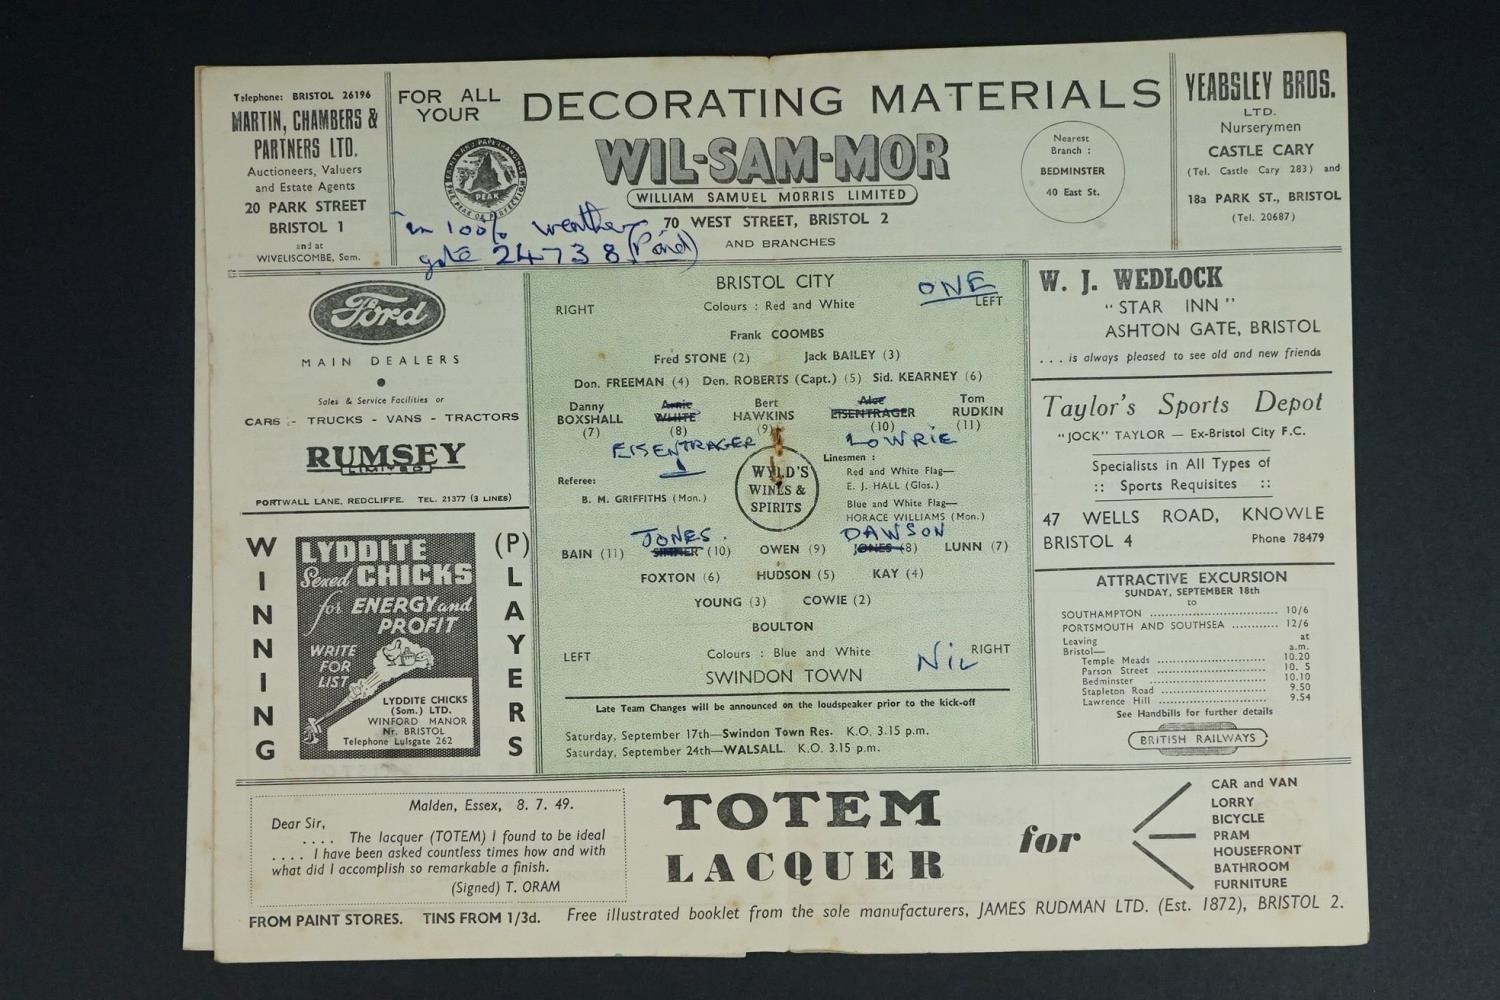 Telephone: BRISTOL 26196
MARTIN, CHAMBERS &
PARTNERS LTD.
Auctioneers, Valuers
and Estate Agents
20 PARK STREET
BRISTOL 1
and at
WIVELISCOMBE, Som.
FOR ALL
YOUR
DECORATING MATERIALS
PEAK
WIL-SAM-MOR
WILLIAM SAMUEL MORRIS LIMITED
70 WEST STREET, BRISTOL 2
AND BRANCHES
in 100% weather
gate 24738 (Paid)
Nearest
Branch :
BEDMINSTER
40 East St.
YEABSLEY BROS.
LTD.
Nurserymen
CASTLE CARY
(Tel. Castle Cary 283) and
18a PARK ST., BRISTOL
(Tel. 20687)
Ford
MAIN DEALERS
Sales & Service Facilities or
CARS - TRUCKS - VANS - TRACTORS
RUMSEY
LIMITED
PORTWALL LANE, REDCLIFFE. TEL. 21377 (3 LINES)
WINNING
LYDDITE
Sexed CHICKS
for ENERGY and
PROFIT
WRITE
FOR
LIST
LYDDITE CHICKS
(Som.) LTD.
WINFORD MANOR
Nr. BRISTOL
Telephone Lulsgate 262
(P)LAYERS
BRISTOL CITY
ONE
RIGHT
Colours : Red and White
LEFT
Frank COOMBS
Fred STONE (2) Jack BAILEY (3)
Don. FREEMAN (4) Den. ROBERTS (Capt.) (5) Sid. KEARNEY (6)
Danny BOXSHALL (7)
Arnie WHITE (8)
Bert HAWKINS (9)
Alec EISENTRAGER (10)
Tom RUDKIN (11)
EISENTRAGER
1
LOWRIE
Referee:
B. M. GRIFFITHS (Mon.)
WYLD'S
WINES &
SPIRITS
Linesmen :
Red and White Flag—
E. J. HALL (Glos.)
Blue and White Flag—
HORACE WILLIAMS (Mon.)
JONES.
DAWSON
BAIN (11) SIMNER (10) OWEN (9) JONES (8) LUNN (7)
FOXTON (6) HUDSON (5) KAY (4)
YOUNG (3) COWIE (2)
BOULTON
LEFT
Colours : Blue and White
RIGHT
NiL
SWINDON TOWN
Late Team Changes will be announced on the loudspeaker prior to the kick-off
Saturday, September 17th—Swindon Town Res. K.O. 3.15 p.m.
Saturday, September 24th—WALSALL. K.O. 3.15 p.m.
W. J. WEDLOCK
"STAR INN"
ASHTON GATE, BRISTOL
. . . is always pleased to see old and new friends
Taylor's Sports Depot
"JOCK" TAYLOR — Ex-Bristol City F.C.
Specialists in All Types of
:: Sports Requisites ::
47 WELLS ROAD, KNOWLE
BRISTOL 4 Phone 78479
ATTRACTIVE EXCURSION
SUNDAY, SEPTEMBER 18th
to
SOUTHAMPTON .......... 10/6
PORTSMOUTH AND SOUTHSEA .......... 12/6
Leaving at
Bristol— a.m.
Temple Meads .......... 10.20
Parson Street .......... 10. 5
Bedminster .......... 10.10
Stapleton Road .......... 9.50
Lawrence Hill .......... 9.54
See Handbills for further details
BRITISH RAILWAYS
Malden, Essex, 8. 7. 49.
Dear Sir,
. . . . The lacquer (TOTEM) I found to be ideal
. . . . I have been asked countless times how and with
what did I accomplish so remarkable a finish.
(Signed) T. ORAM
TOTEM
LACQUER
for
CAR and VAN
LORRY
BICYCLE
PRAM
HOUSEFRONT
BATHROOM
FURNITURE
FROM PAINT STORES. TINS FROM 1/3d. Free illustrated booklet from the sole manufacturers, JAMES RUDMAN LTD. (Est. 1872), BRISTOL 2.